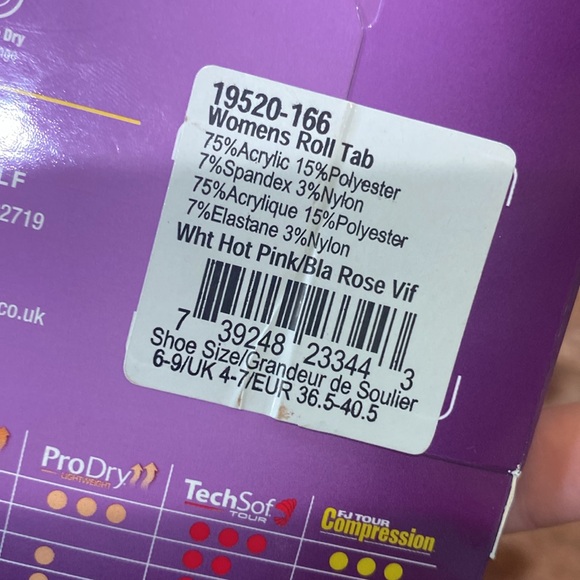 Dry
19520-166
Womens Roll Tab
75%Acrylic 15%Polyester
7%Spandex 3%Nylon
75%Acrylique 15%Polyester
7%Elastane 3%Nylon
Wht Hot Pink/Bla Rose Vif
7 39248 23344 3
Shoe Size/Grandeur de Soulier
6-9/UK 4-7/EUR 36.5-40.5
LF
2719
co.uk
ProDry
LIGHTWEIGHT
TechSof
TOUR
FJ TOUR
Compression